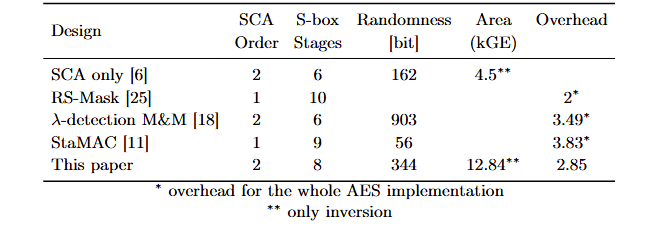 Design SCA Order S-box Stages Randomness [bit] Area (kGE) Overhead
SCA only [6] 2 6 162 4.5**
RS-Mask [25] 1 10 2*
λ-detection M&M [18] 2 6 903 3.49*
StaMAC [11] 1 9 56 3.83*
This paper 2 8 344 12.84** 2.85
* overhead for the whole AES implementation
** only inversion